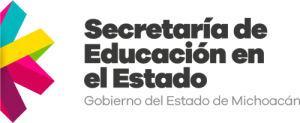 Secretaría de
Educación en
el Estado
Gobierno del Estado de Michoacán